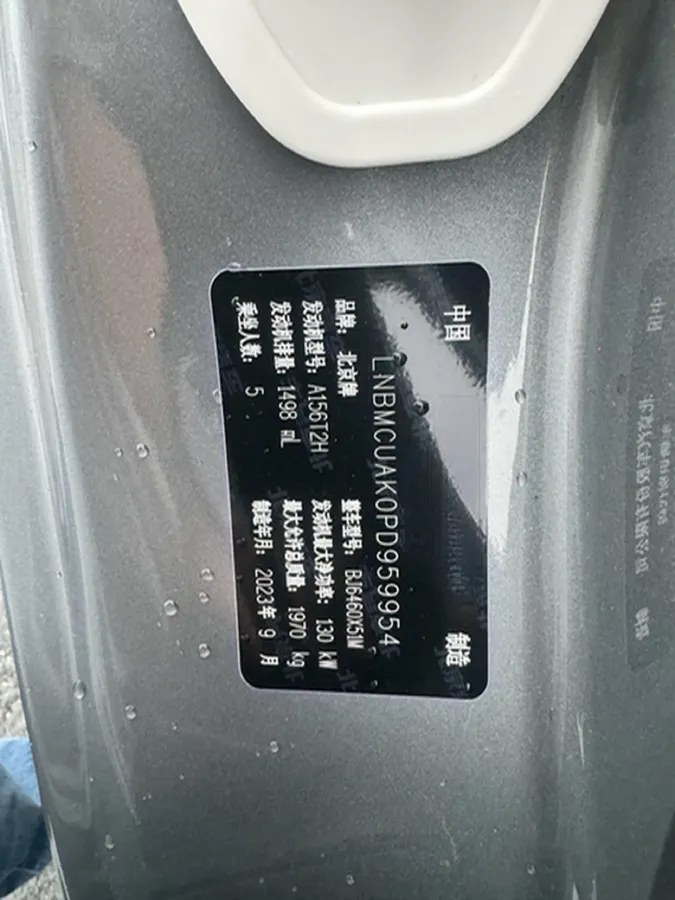 中国 制造
LNBMCUAK0PD959954
品牌: 北京牌 整车型号: BJ6460X51M
发动机型号: A156T2H 发动机最大净功率: 130 kW
发动机排量: 1498 mL 最大允许总质量: 1970 kg
乘坐人数: 5 制造年月: 2023年 9 月